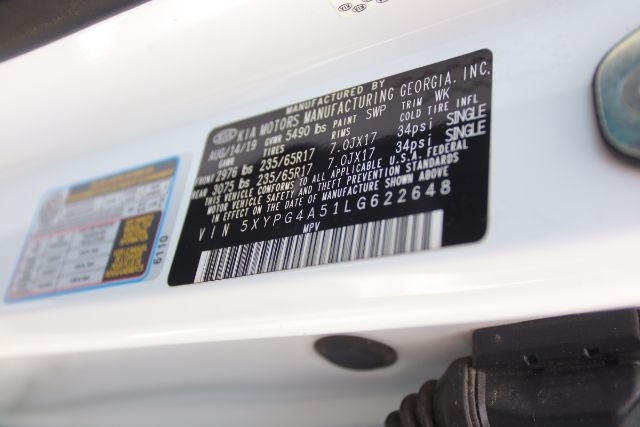 MANUFACTURED BY
KIA KIA MOTORS MANUFACTURING GEORGIA, INC.
AUG/14/19 GVWR 5490 lbs PAINT SWP TRIM WK
GAWR TIRES RIMS COLD TIRE INFL
FRONT 2976 lbs 235/65R17 7.0JX17 34psi SINGLE
REAR 3075 lbs 235/65R17 7.0JX17 34psi SINGLE
THIS VEHICLE CONFORMS TO ALL APPLICABLE U.S.A. FEDERAL
MOTOR VEHICLE SAFETY AND THEFT PREVENTION STANDARDS
IN EFFECT ON THE DATE OF MANUFACTURE SHOWN ABOVE
VIN 5XYPG4A51LG622648
MPV
6110